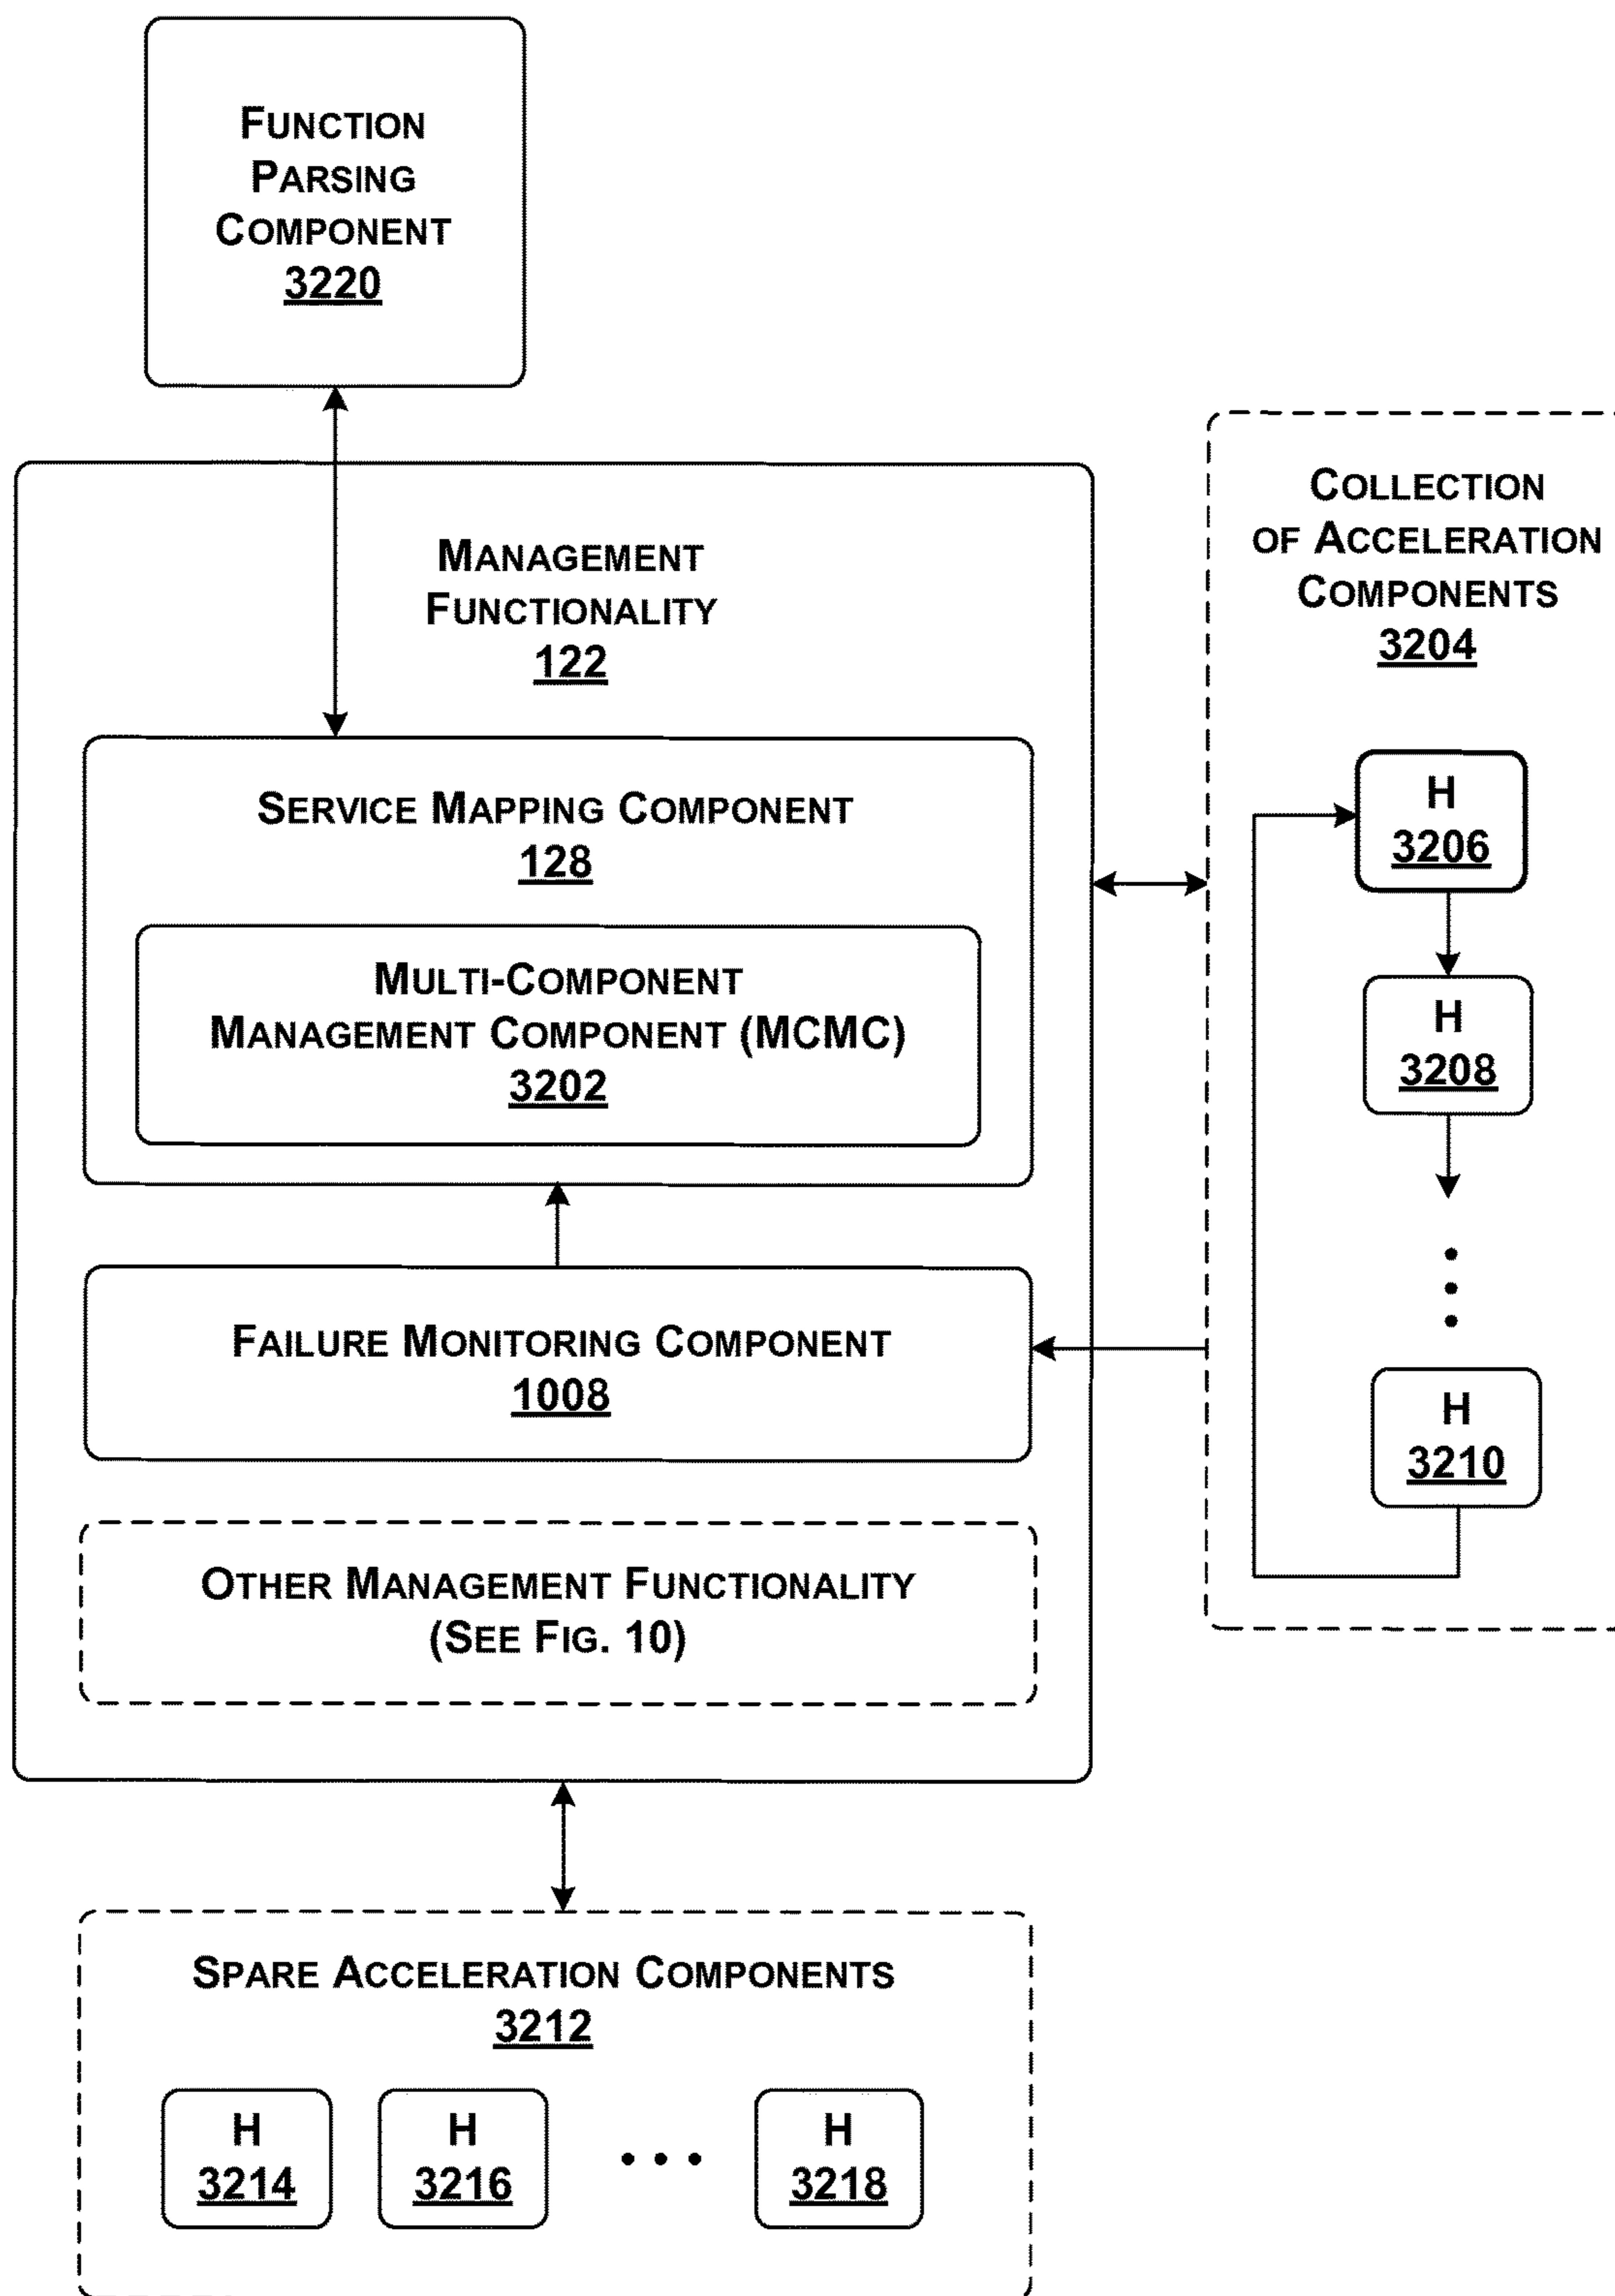 FUNCTION
PARSING
COMPONENT
3220
MANAGEMENT
FUNCTIONALITY
122
SERVICE MAPPING COMPONENT
128
MULTI-COMPONENT
MANAGEMENT COMPONENT (MCMC)
3202
FAILURE MONITORING COMPONENT
1008
OTHER MANAGEMENT FUNCTIONALITY
(SEE FIG. 10)
COLLECTION
OF ACCELERATION
COMPONENTS
3204
H
3206
H
3208
H
3210
SPARE ACCELERATION COMPONENTS
3212
H
3214
H
3216
H
3218